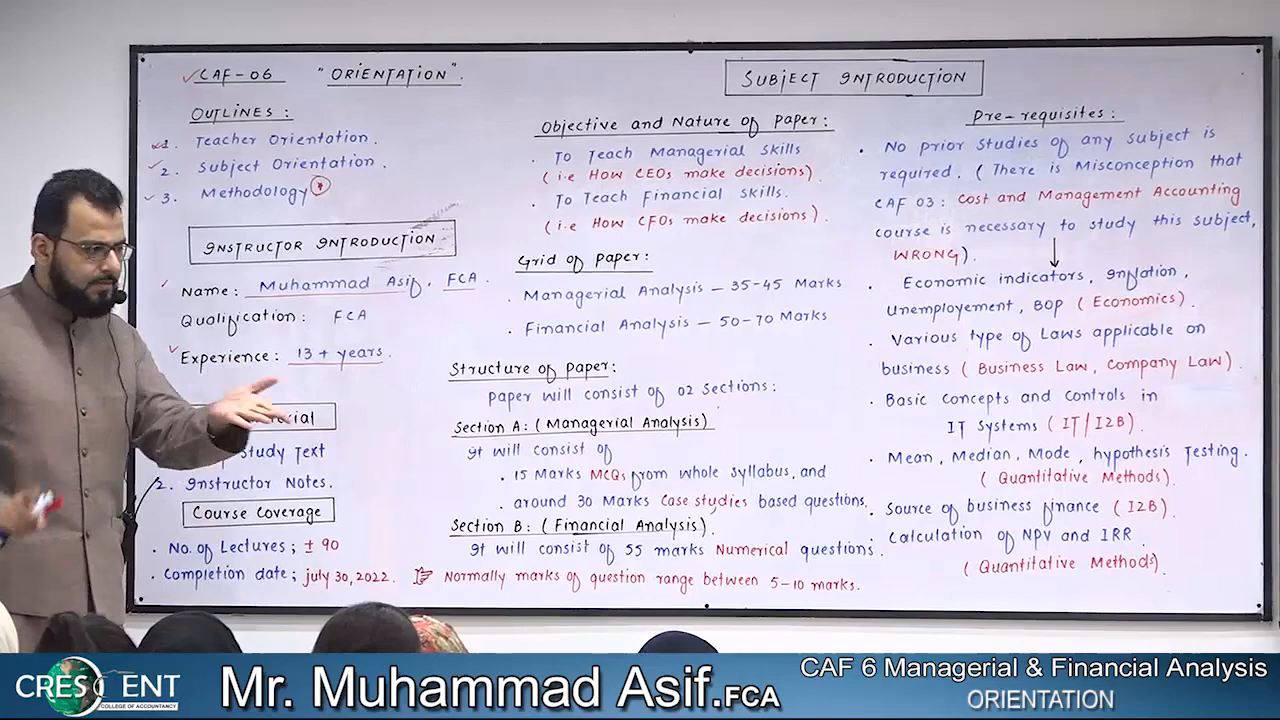 CAF-06 "ORIENTATION".
OUTLINES:
1. Teacher Orientation.
2. Subject Orientation.
3. Methodology
INSTRUCTOR INTRODUCTION
Name: Muhammad Asif, FCA.
Qualification: FCA
Experience: 13+ years.
Study Text
2. Instructor Notes.
Course Coverage
. No. of Lectures; ± 90
. Completion date; july 30, 2022.
SUBJECT INTRODUCTION
Objective and Nature of paper:
. To Teach Managerial skills
(i.e How CEOs make decisions)
. To Teach Financial skills.
(i.e How CFOs make decisions).
Grid of paper:
. Managerial Analysis - 35-45 Marks
. Financial Analysis - 50-70 Marks
Structure of paper:
paper will consist of 02 sections:
Section A: (Managerial Analysis)
It will consist of
. 15 Marks MCQs from whole syllabus, and
. around 30 Marks Case studies based questions.
Section B: (Financial Analysis).
It will consist of 55 marks Numerical questions.
☞ Normally marks of question range between 5-10 marks.
Pre-requisites:
. No prior studies of any subject is
required. (There is Misconception that
CAF 03: Cost and Management Accounting
course is necessary to study this subject,
WRONG).
↓
. Economic indicators, Inflation,
Unemployement, BOP (Economics).
. Various type of Laws applicable on
business (Business Law, Company Law).
. Basic concepts and controls in
IT Systems (IT/I2B).
. Mean, Median, Mode, hypothesis Testing.
(Quantitative Methods).
. Source of business finance (I2B).
. Calculation of NPV and IRR.
(Quantitative Methods).
CRESCENT
COLLEGE OF ACCOUNTANCY
Mr. Muhammad Asif.FCA
CAF 6 Managerial & Financial Analysis
ORIENTATION